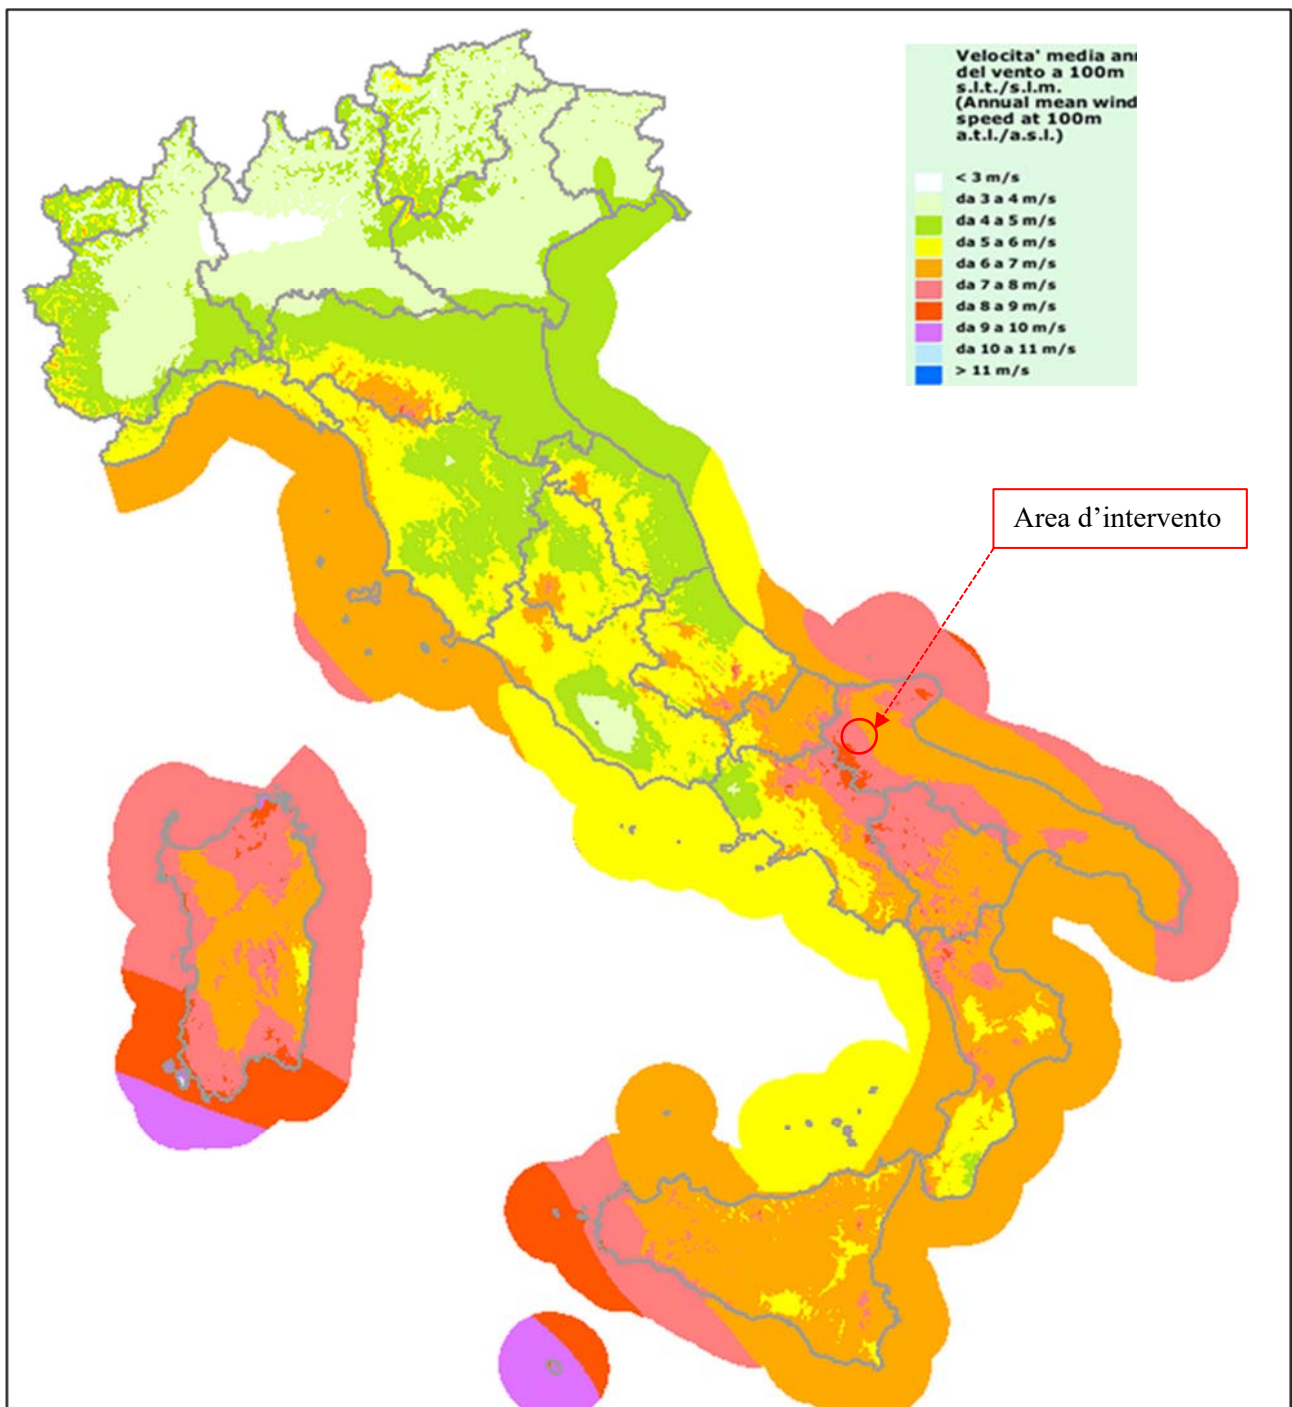 Velocita' media an
del vento a 100m
s.l.t./s.l.m.
(Annual mean wind
speed at 100m
a.t.l./a.s.l.)
< 3 m/s
da 3 a 4 m/s
da 4 a 5 m/s
da 5 a 6 m/s
da 6 a 7 m/s
da 7 a 8 m/s
da 8 a 9 m/s
da 9 a 10 m/s
da 10 a 11 m/s
> 11 m/s
Area d’intervento